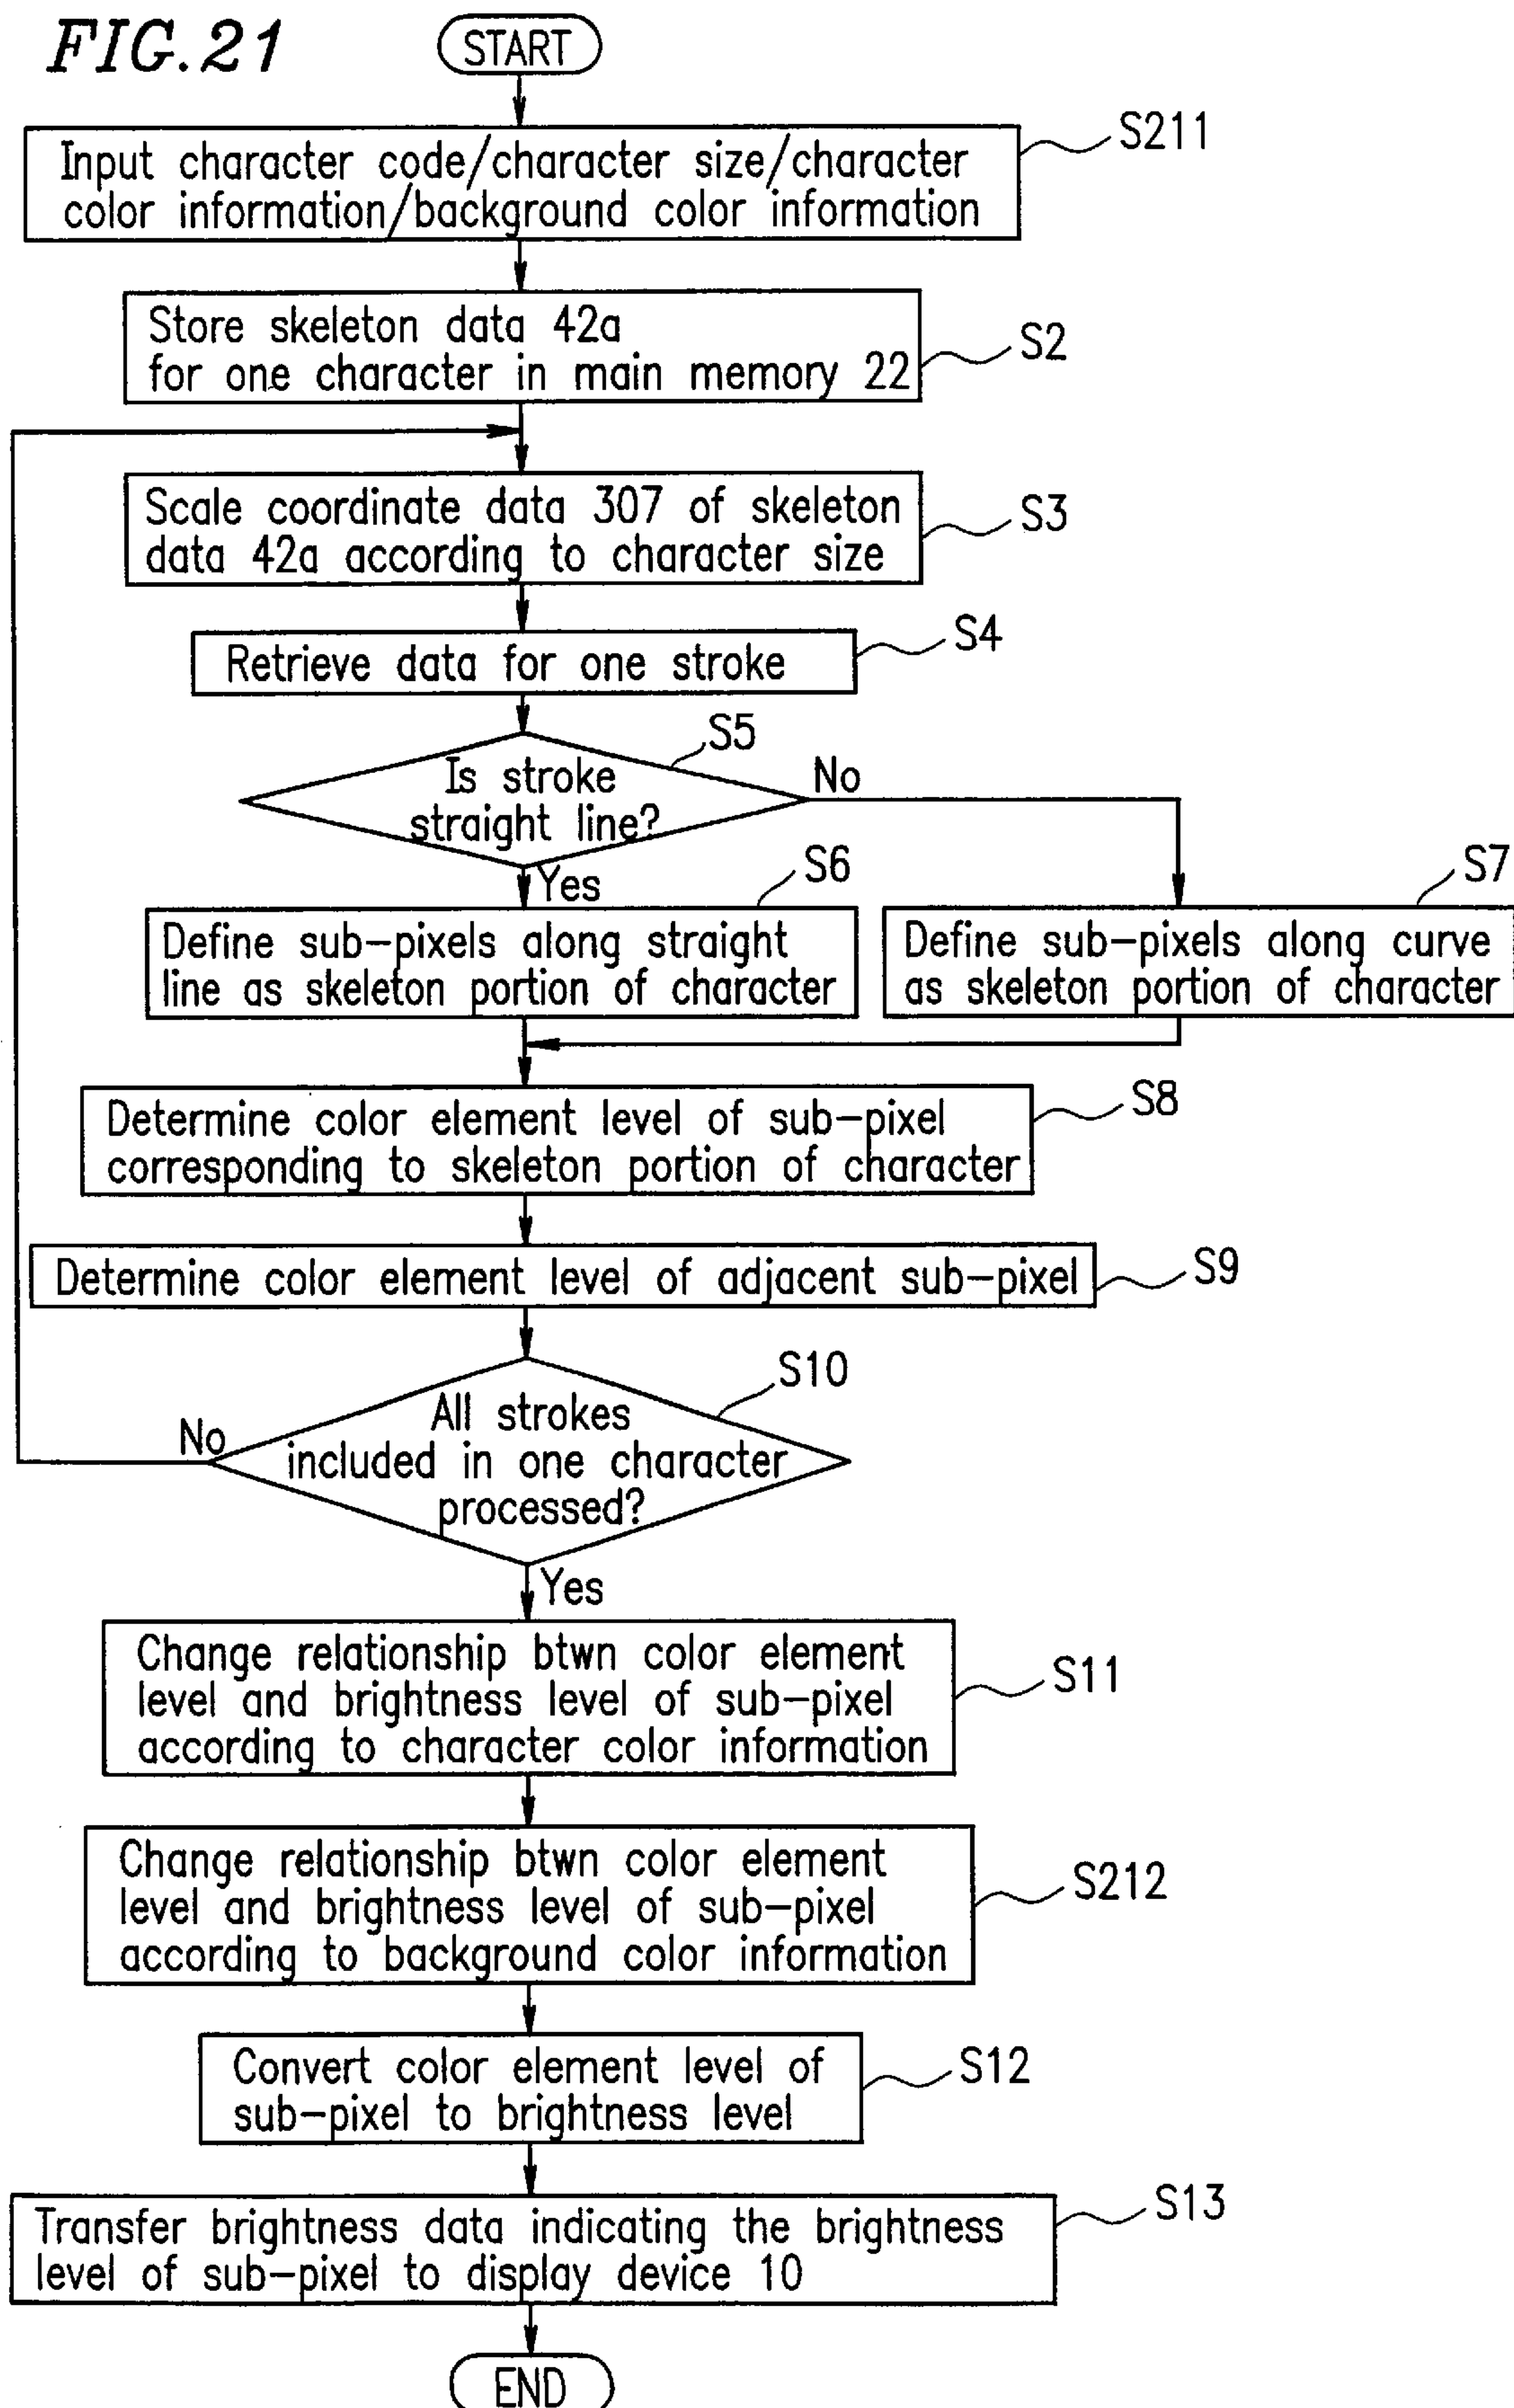 FIG.21
START
S211
Input character code/character size/character
color information/background color information
Store skeleton data 42a
for one character in main memory 22
S2
Scale coordinate data 307 of skeleton
data 42a according to character size
S3
Retrieve data for one stroke
S4
S5
Is stroke
straight line?
No
Yes
S6
S7
Define sub-pixels along straight
line as skeleton portion of character
Define sub-pixels along curve
as skeleton portion of character
Determine color element level of sub-pixel
corresponding to skeleton portion of character
S8
Determine color element level of adjacent sub-pixel
S9
S10
All strokes
included in one character
processed?
No
Yes
Change relationship btwn color element
level and brightness level of sub-pixel
according to character color information
S11
Change relationship btwn color element
level and brightness level of sub-pixel
according to background color information
S212
Convert color element level of
sub-pixel to brightness level
S12
Transfer brightness data indicating the brightness
level of sub-pixel to display device 10
S13
END